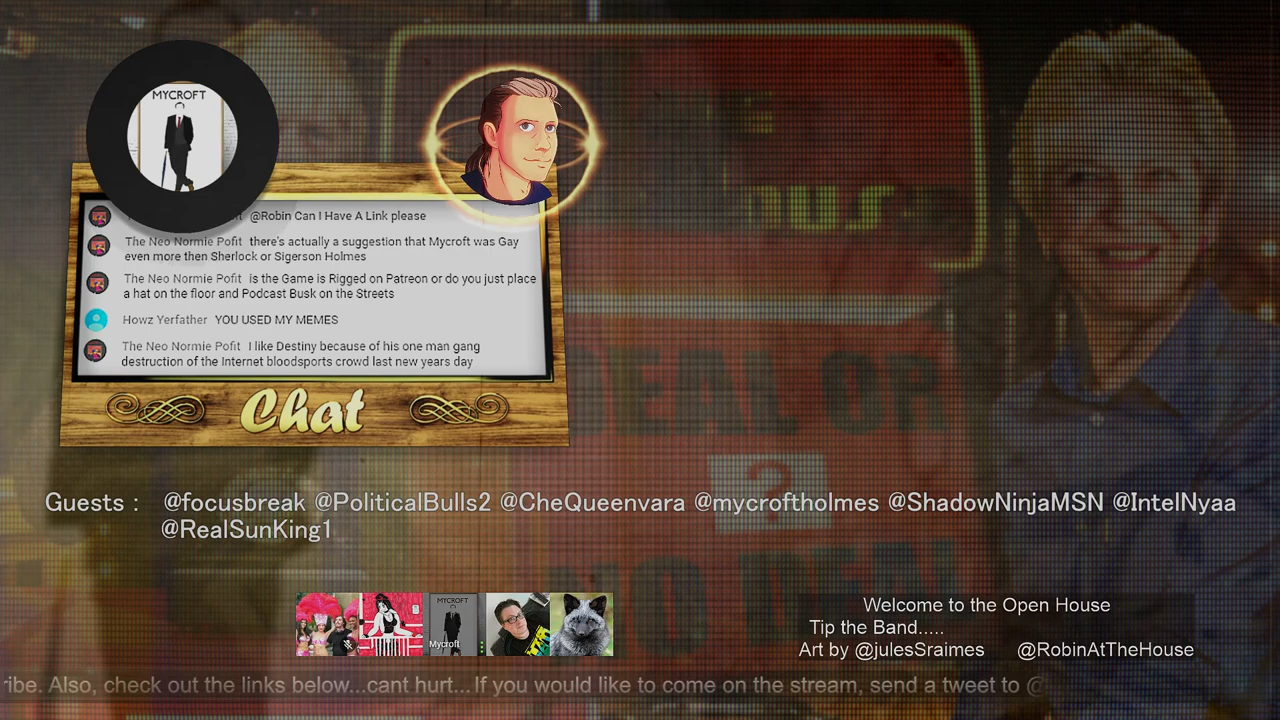 MYCROFT
@Robin Can I Have A Link please
The Neo Normie Pofit there's actually a suggestion that Mycroft was Gay
even more then Sherlock or Sigerson Holmes
The Neo Normie Pofit is the Game is Rigged on Patreon or do you just place
a hat on the floor and Podcast Busk on the Streets
Howz Yerfather YOU USED MY MEMES
The Neo Normie Pofit I like Destiny because of his one man gang
destruction of the Internet bloodsports crowd last new years day
Chat
DEAL OR
?
NO DEAL
Guests : @focusbreak @PoliticalBulls2 @CheQueenvara @mycroftholmes @ShadowNinjaMSN @IntelNyaa
@RealSunKing1
MYCROFT
Mycroft
Welcome to the Open House
Tip the Band.....
Art by @julesSraimes @RobinAtTheHouse
ribe. Also, check out the links below...cant hurt... If you would like to come on the stream, send a tweet to @